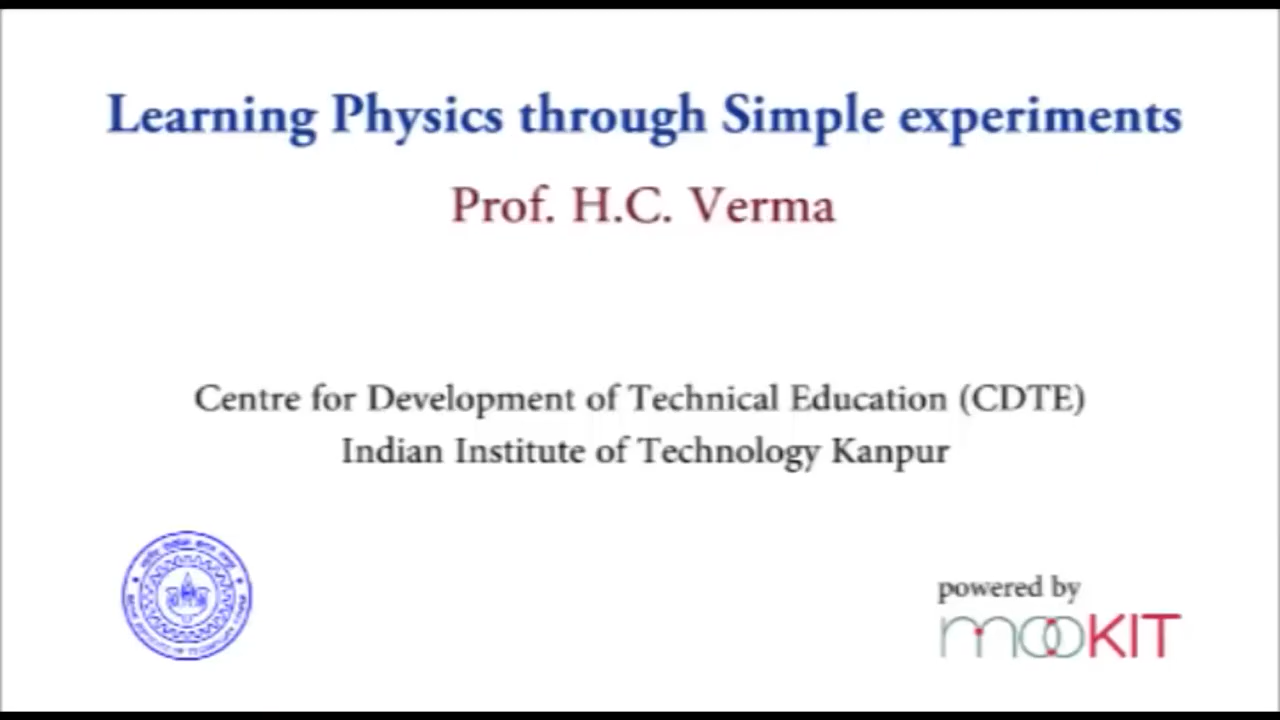 Learning Physics through Simple experiments
Prof. H.C. Verma
Centre for Development of Technical Education (CDTE)
Indian Institute of Technology Kanpur
powered by
mooKIT